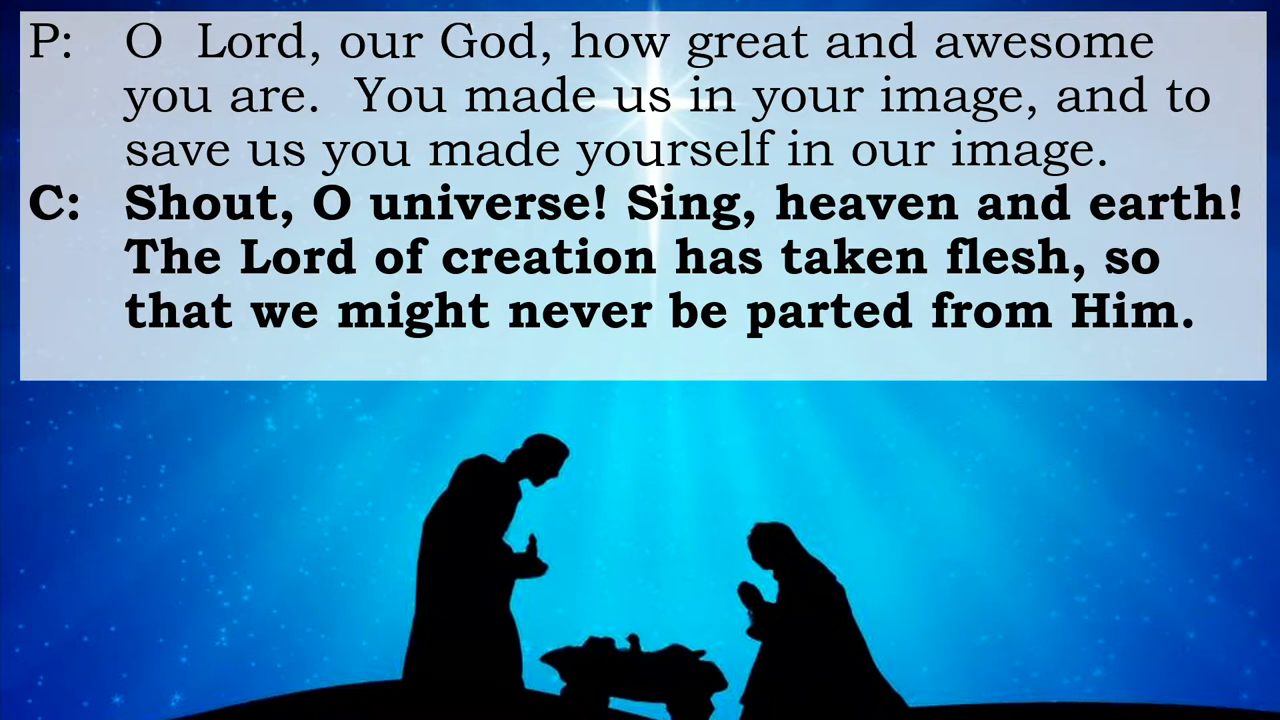 P: O Lord, our God, how great and awesome
you are. You made us in your image, and to
save us you made yourself in our image.
C: Shout, O universe! Sing, heaven and earth!
The Lord of creation has taken flesh, so
that we might never be parted from Him.